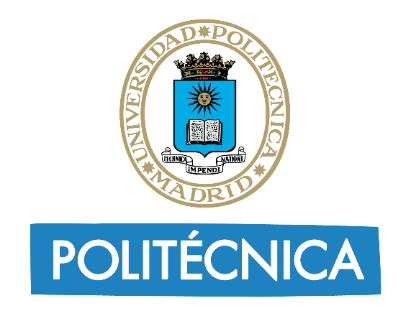 UNIVERSIDAD POLITECNICA
MADRID
TECHNICA IMPENDI NATIONI
POLITÉCNICA